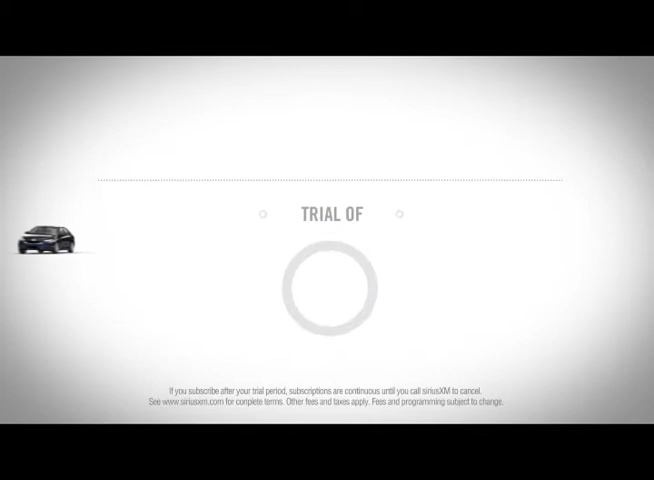 TRIAL OF
If you subscribe after your trial period, subscriptions are continuous until you call siriusXM to cancel.
See www.siriusxm.com for complete terms. Other fees and taxes apply. Fees and programming subject to change.